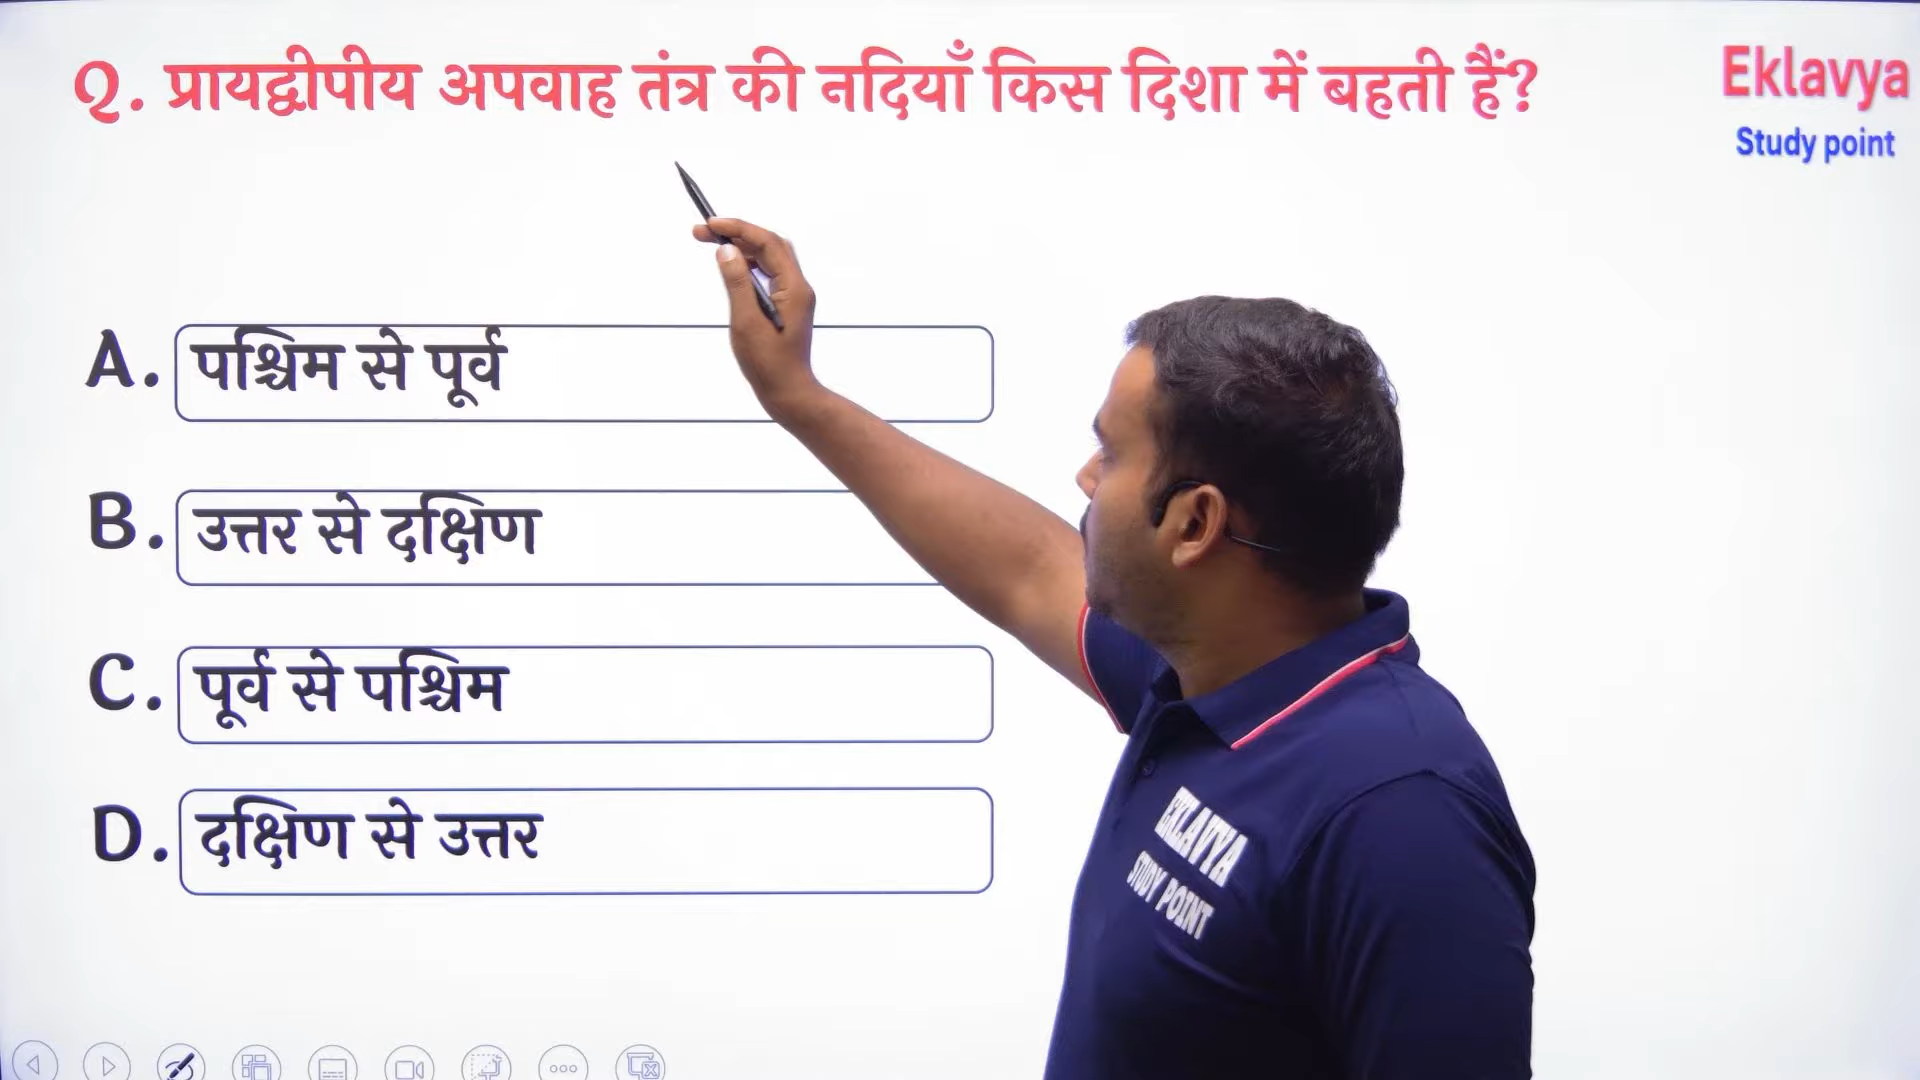 Q. प्रायद्वीपीय अपवाह तंत्र की नदियाँ किस दिशा में बहती हैं?
Eklavya
Study point
A. पश्चिम से पूर्व
B. उत्तर से दक्षिण
C. पूर्व से पश्चिम
D. दक्षिण से उत्तर
EKLAVYA
STUDY POINT